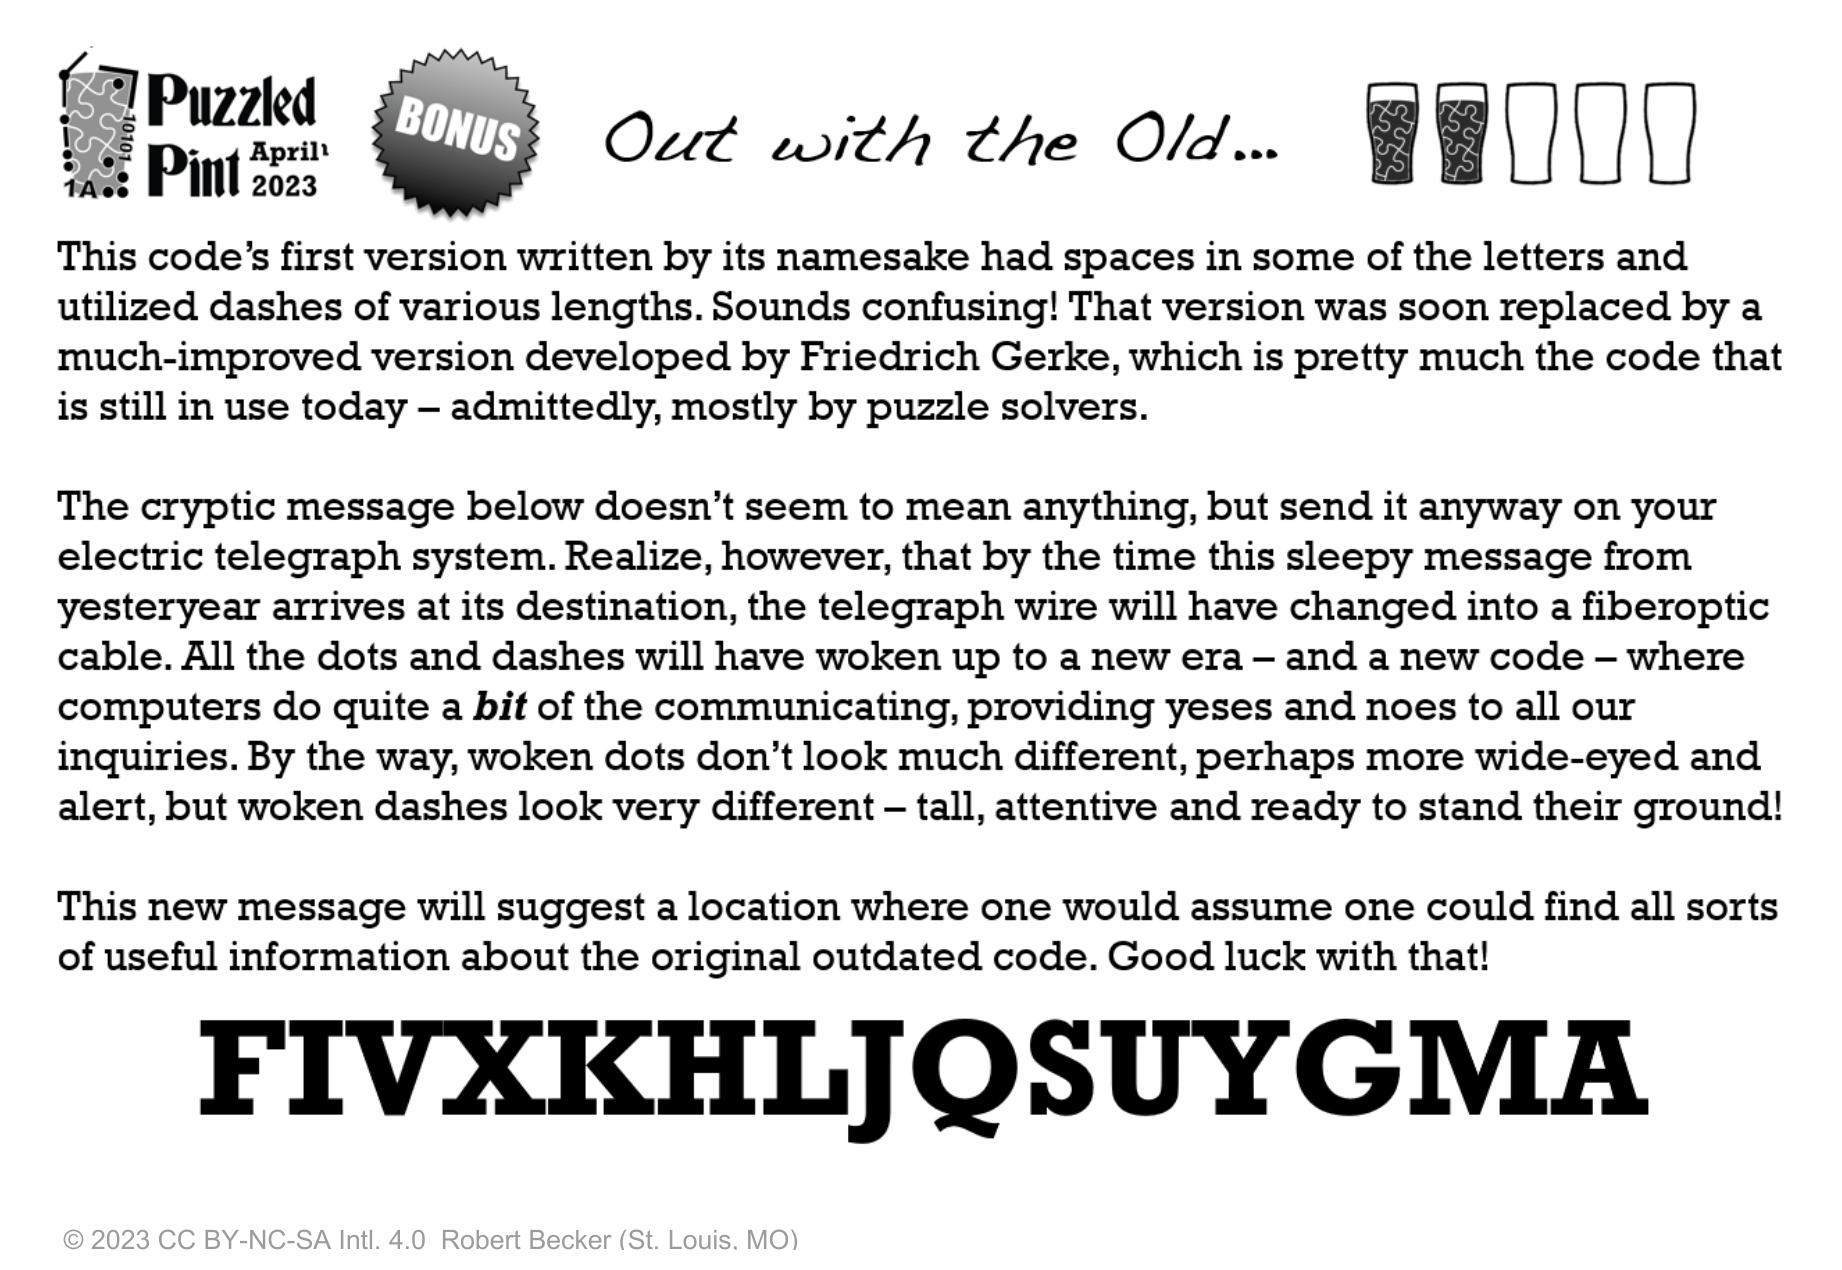 Puzzled
Pint April 2023
1A
10101
BONUS
Out with the Old...
This code’s first version written by its namesake had spaces in some of the letters and
utilized dashes of various lengths. Sounds confusing! That version was soon replaced by a
much-improved version developed by Friedrich Gerke, which is pretty much the code that
is still in use today – admittedly, mostly by puzzle solvers.
The cryptic message below doesn’t seem to mean anything, but send it anyway on your
electric telegraph system. Realize, however, that by the time this sleepy message from
yesteryear arrives at its destination, the telegraph wire will have changed into a fiberoptic
cable. All the dots and dashes will have woken up to a new era – and a new code – where
computers do quite a bit of the communicating, providing yeses and noes to all our
inquiries. By the way, woken dots don’t look much different, perhaps more wide-eyed and
alert, but woken dashes look very different – tall, attentive and ready to stand their ground!
This new message will suggest a location where one would assume one could find all sorts
of useful information about the original outdated code. Good luck with that!
FIVXKHLJQSUYGMA
© 2023 CC BY-NC-SA Intl. 4.0 Robert Becker (St. Louis, MO)